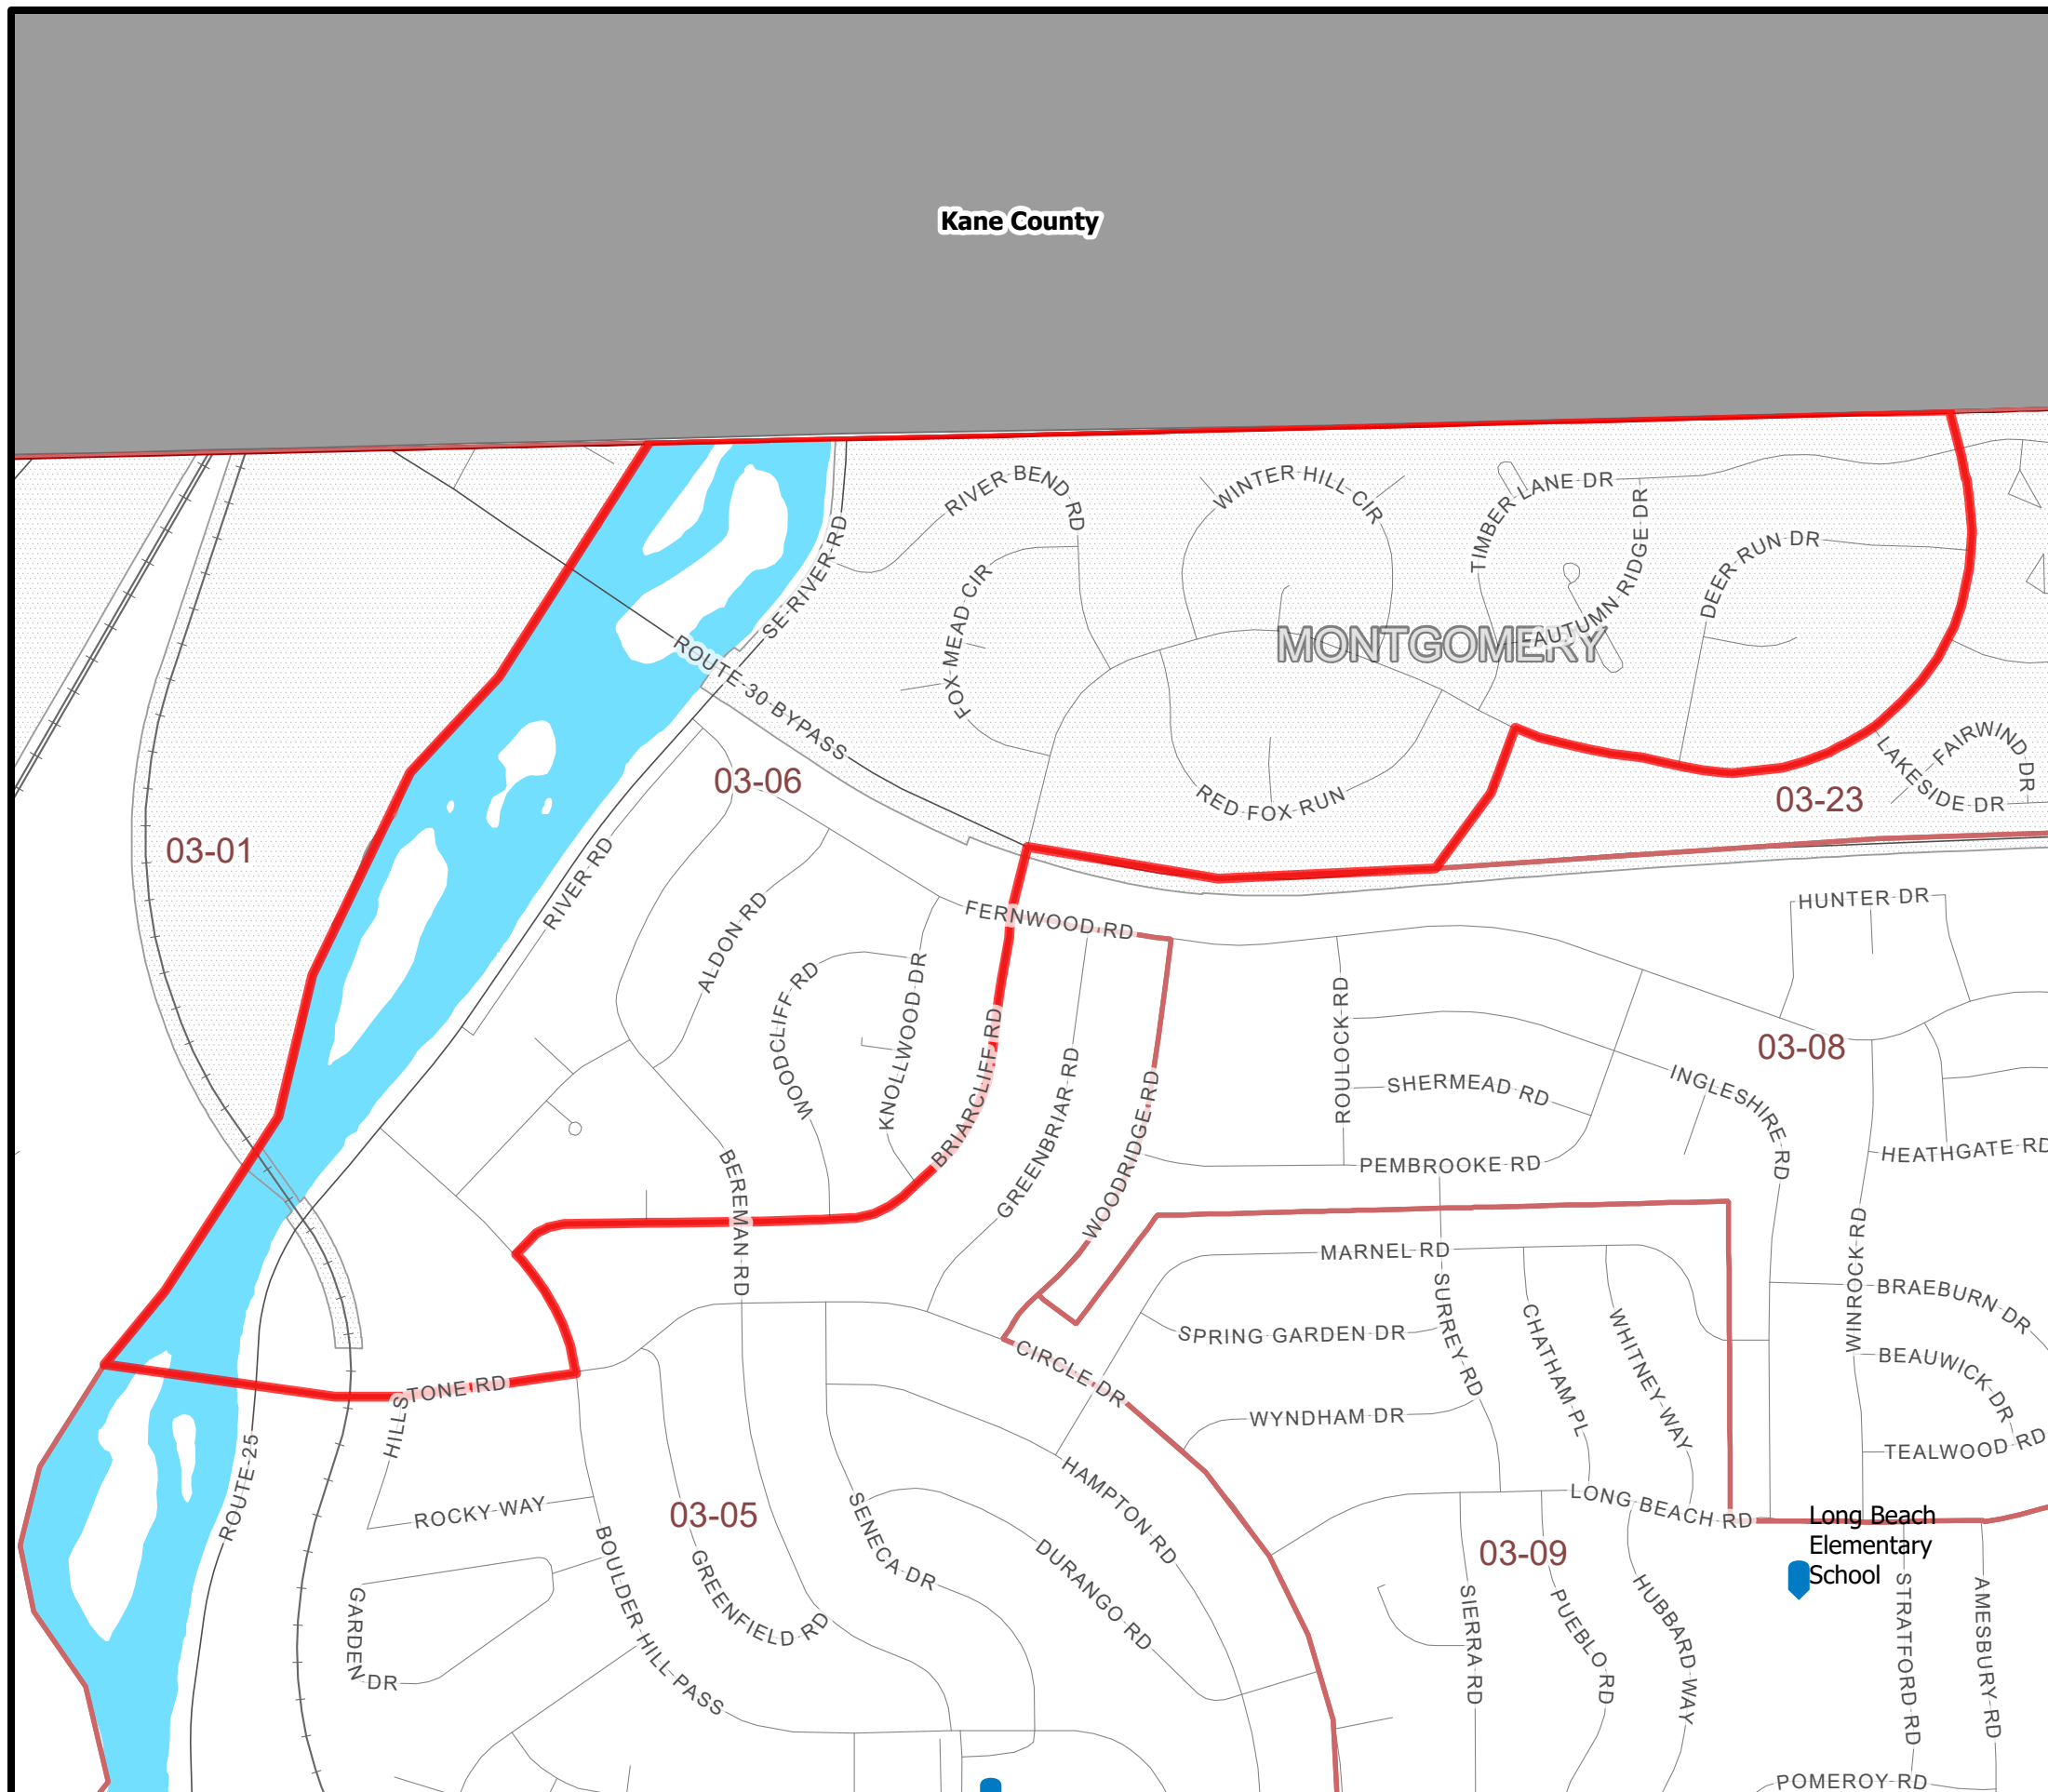 Kane County
RIVER BEND RD
WINTER HILL CIR
TIMBER LANE DR
AUTUMN RIDGE DR
DEER RUN DR
SE RIVER RD
FOX MEAD CIR
MONTGOMERY
ROUTE 30 BYPASS
FAIRWIND DR
LAKESIDE DR
03-06
03-23
RED FOX RUN
03-01
RIVER RD
HUNTER DR
FERNWOOD RD
ALDON RD
WOODCLIFF RD
KNOLLWOOD DR
BRIARCLIFF RD
GREENBRIAR RD
WOODRIDGE RD
ROULOCK RD
03-08
SHERMEAD RD
INGLESHIRE RD
HEATHGATE RD
PEMBROOKE RD
BEREMAN RD
MARNEL RD
WINROCK RD
BRAEBURN DR
SURREY RD
CHATHAM PL
WHITNEY WAY
SPRING GARDEN DR
CIRCLE DR
BEAUWICK DR
HILLSTONE RD
WYNDHAM DR
TEALWOOD RD
ROUTE 25
HAMPTON RD
LONG BEACH RD
ROCKY WAY
03-05
SENECA DR
Long Beach
Elementary
School
03-09
DURANGO RD
BOULDER HILL PASS
GREENFIELD RD
GARDEN DR
SIERRA RD
PUEBLO RD
HUBBARD WAY
STRATFORD RD
AMESBURY RD
POMEROY RD